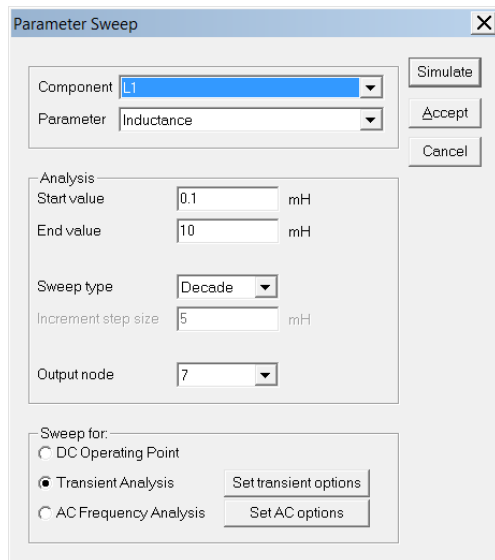 Parameter Sweep
Simulate
Component L1
Accept
Parameter Inductance
Cancel
Analysis
Start value 0.1 mH
End value 10 mH
Sweep type Decade
Increment step size 5 mH
Output node 7
Sweep for:
DC Operating Point
Transient Analysis Set transient options
AC Frequency Analysis Set AC options